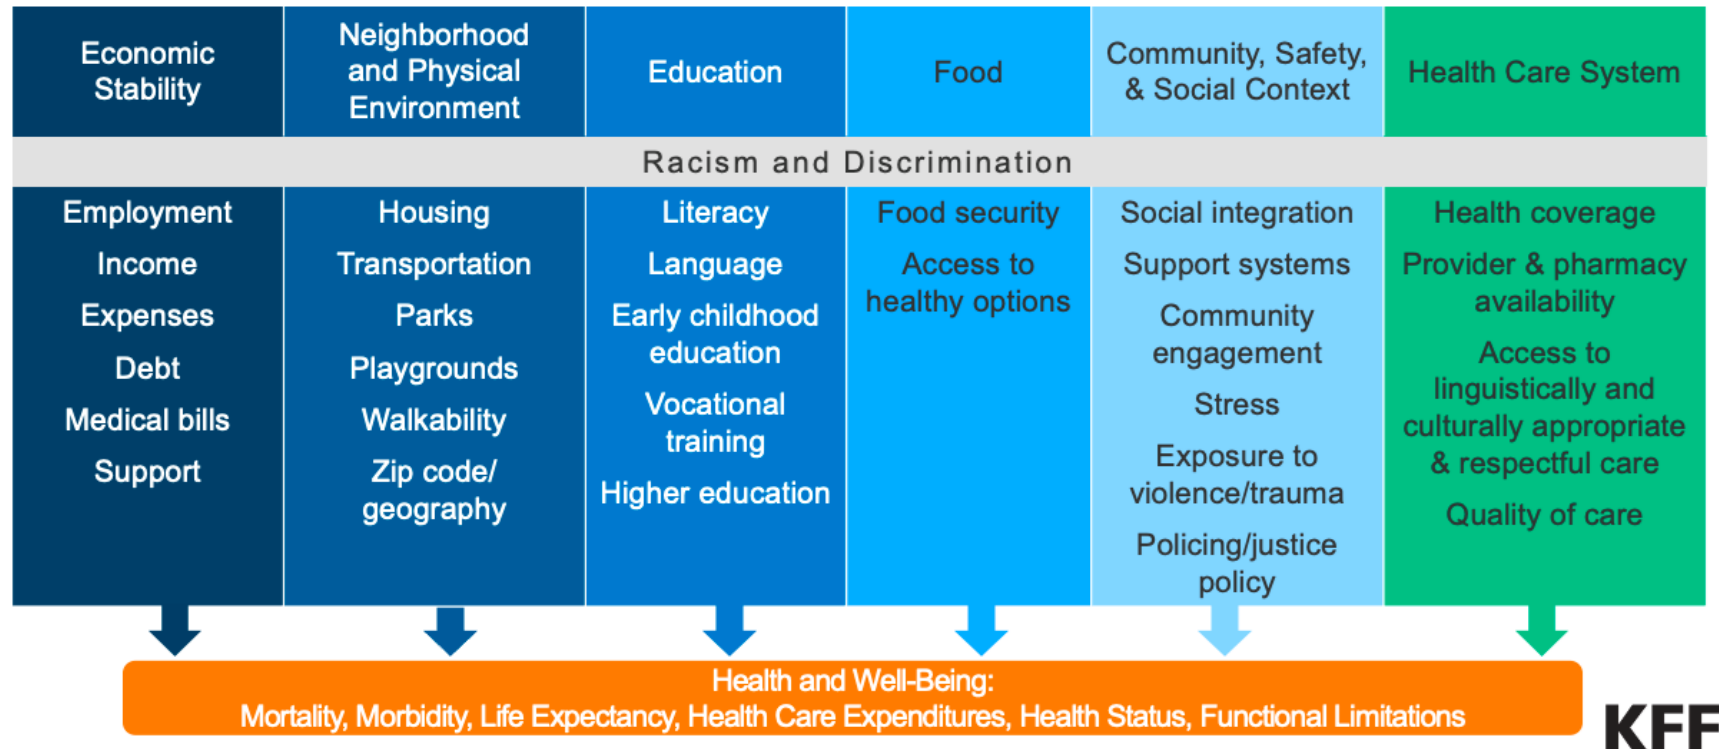 Economic
Stability
Neighborhood
and Physical
Environment
Education
Food
Community, Safety,
& Social Context
Health Care System
Racism and Discrimination
Employment
Income
Expenses
Debt
Medical bills
Support
Housing
Transportation
Parks
Playgrounds
Walkability
Zip code/
geography
Literacy
Language
Early childhood
education
Vocational
training
Higher education
Food security
Access to
healthy options
Social integration
Support systems
Community
engagement
Stress
Exposure to
violence/trauma
Policing/justice
policy
Health coverage
Provider & pharmacy
availability
Access to
linguistically and
culturally appropriate
& respectful care
Quality of care
Health and Well-Being:
Mortality, Morbidity, Life Expectancy, Health Care Expenditures, Health Status, Functional Limitations
KFF